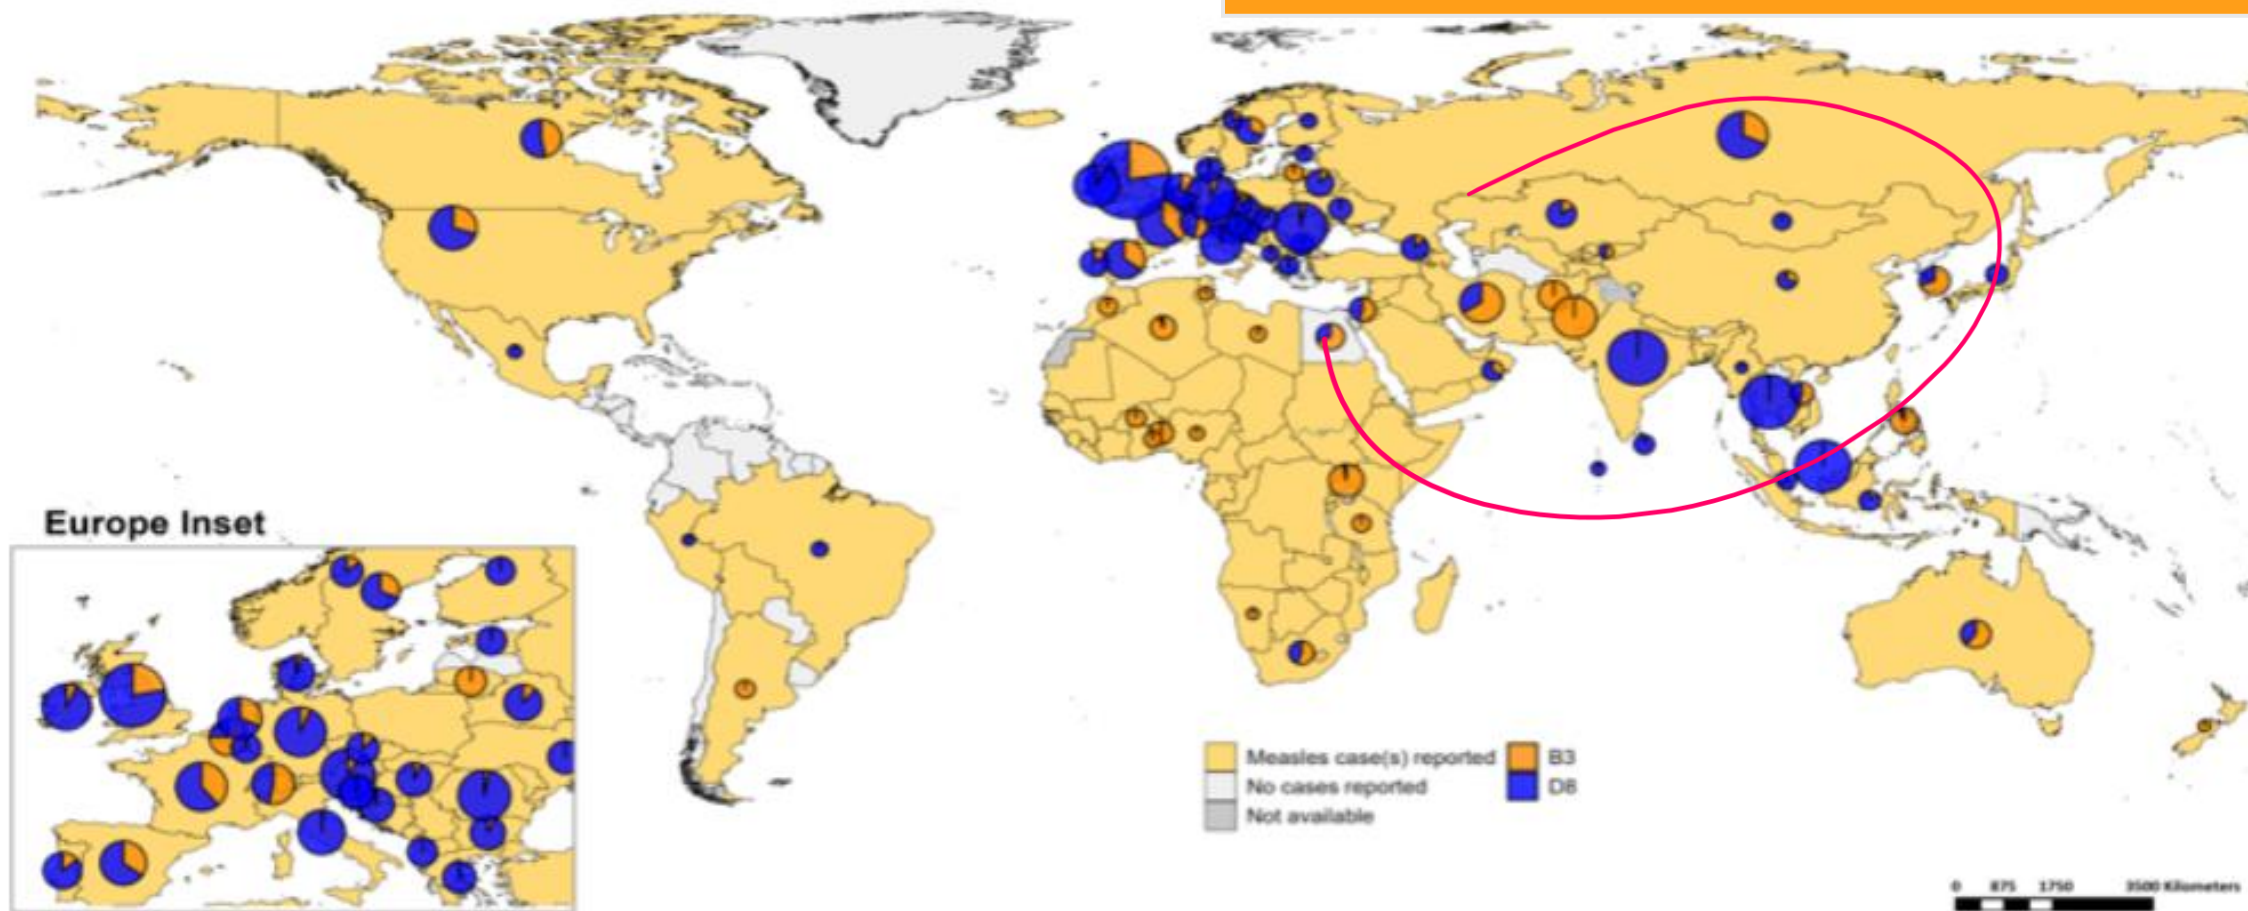 Europe Inset
Measles case(s) reported
No cases reported
Not available
B3
D8
0 875 1750 3500 Kilometers